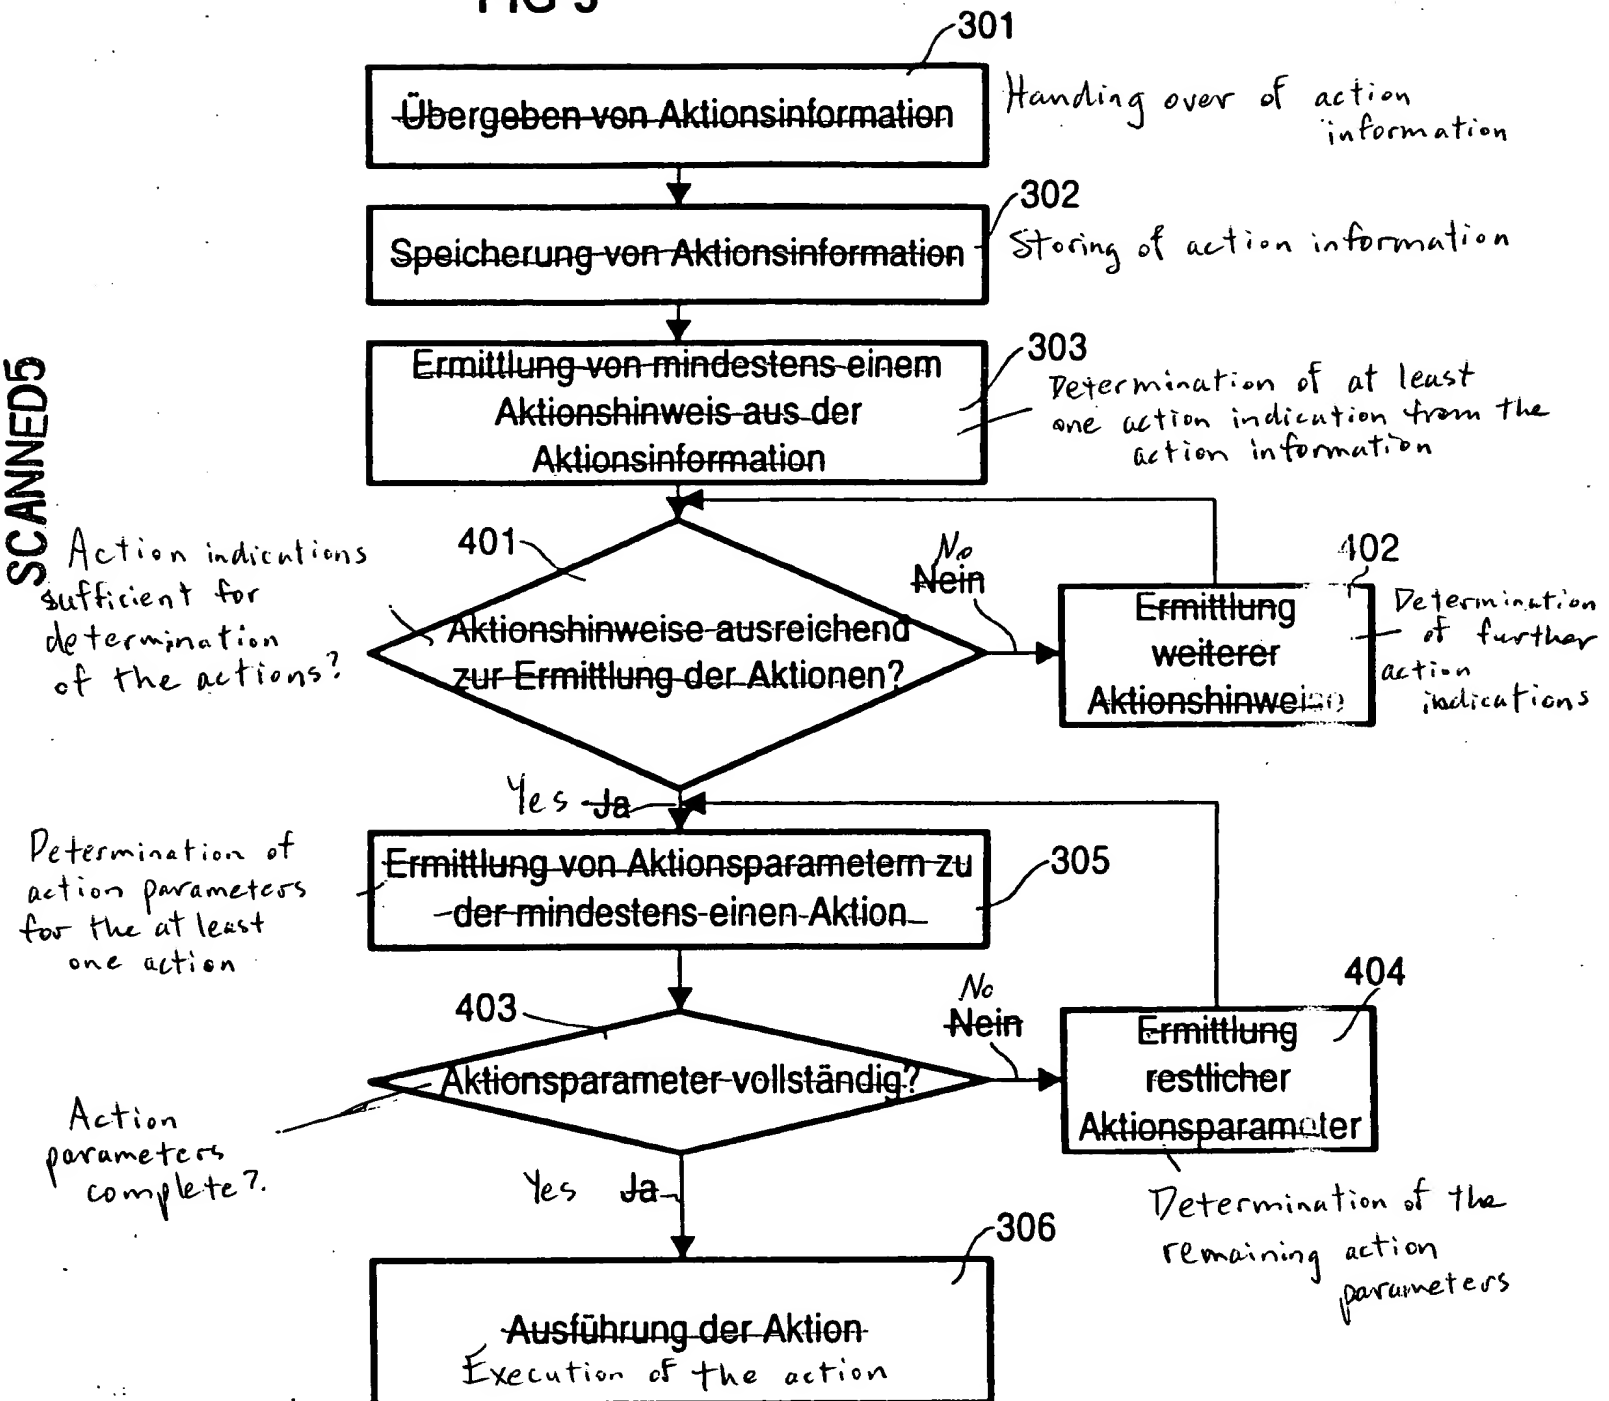 301
Übergeben von Aktionsinformation
Handing over of action
information
302
Speicherung von Aktionsinformation
Storing of action information
303
Ermittlung von mindestens einem
Aktionshinweis aus der
Aktionsinformation
Determination of at least
one action indication from the
action information
SCANNED5
401
Action indications
sufficient for
determination
of the actions?
Aktionshinweise ausreichend
zur Ermittlung der Aktionen?
No
Nein
402
Ermittlung
weiterer
Aktionshinweise
Determination
of further
action
indications
Yes Ja
Determination of
action parameters
for the at least
one action
Ermittlung von Aktionsparametern zu
der mindestens einen Aktion
305
403
Aktionsparameter vollständig?
Action
parameters
complete?
No
Nein
404
Ermittlung
restlicher
Aktionsparameter
Determination of the
remaining action
parameters
Yes Ja
306
Ausführung der Aktion
Execution of the action